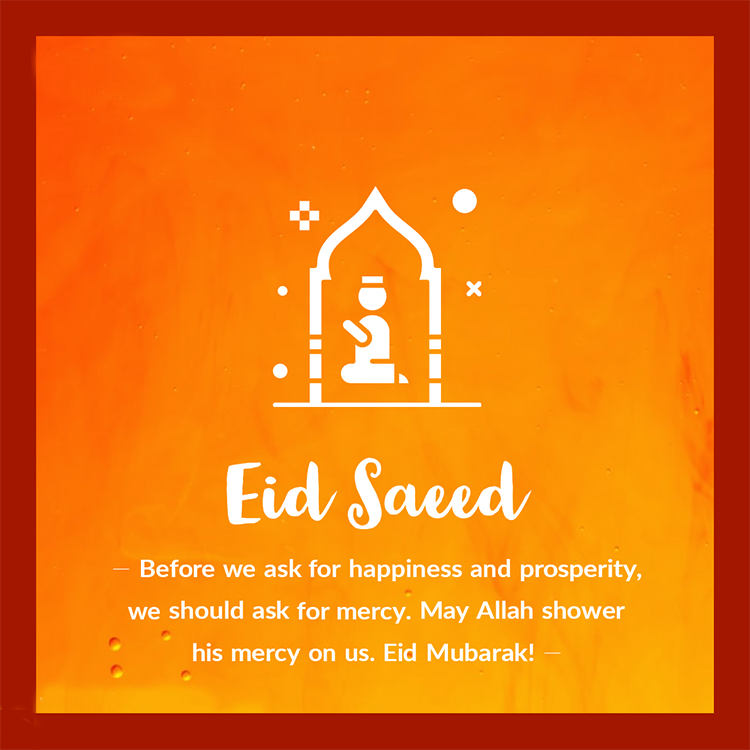 Eid Saeed
— Before we ask for happiness and prosperity,
we should ask for mercy. May Allah shower
his mercy on us. Eid Mubarak! —